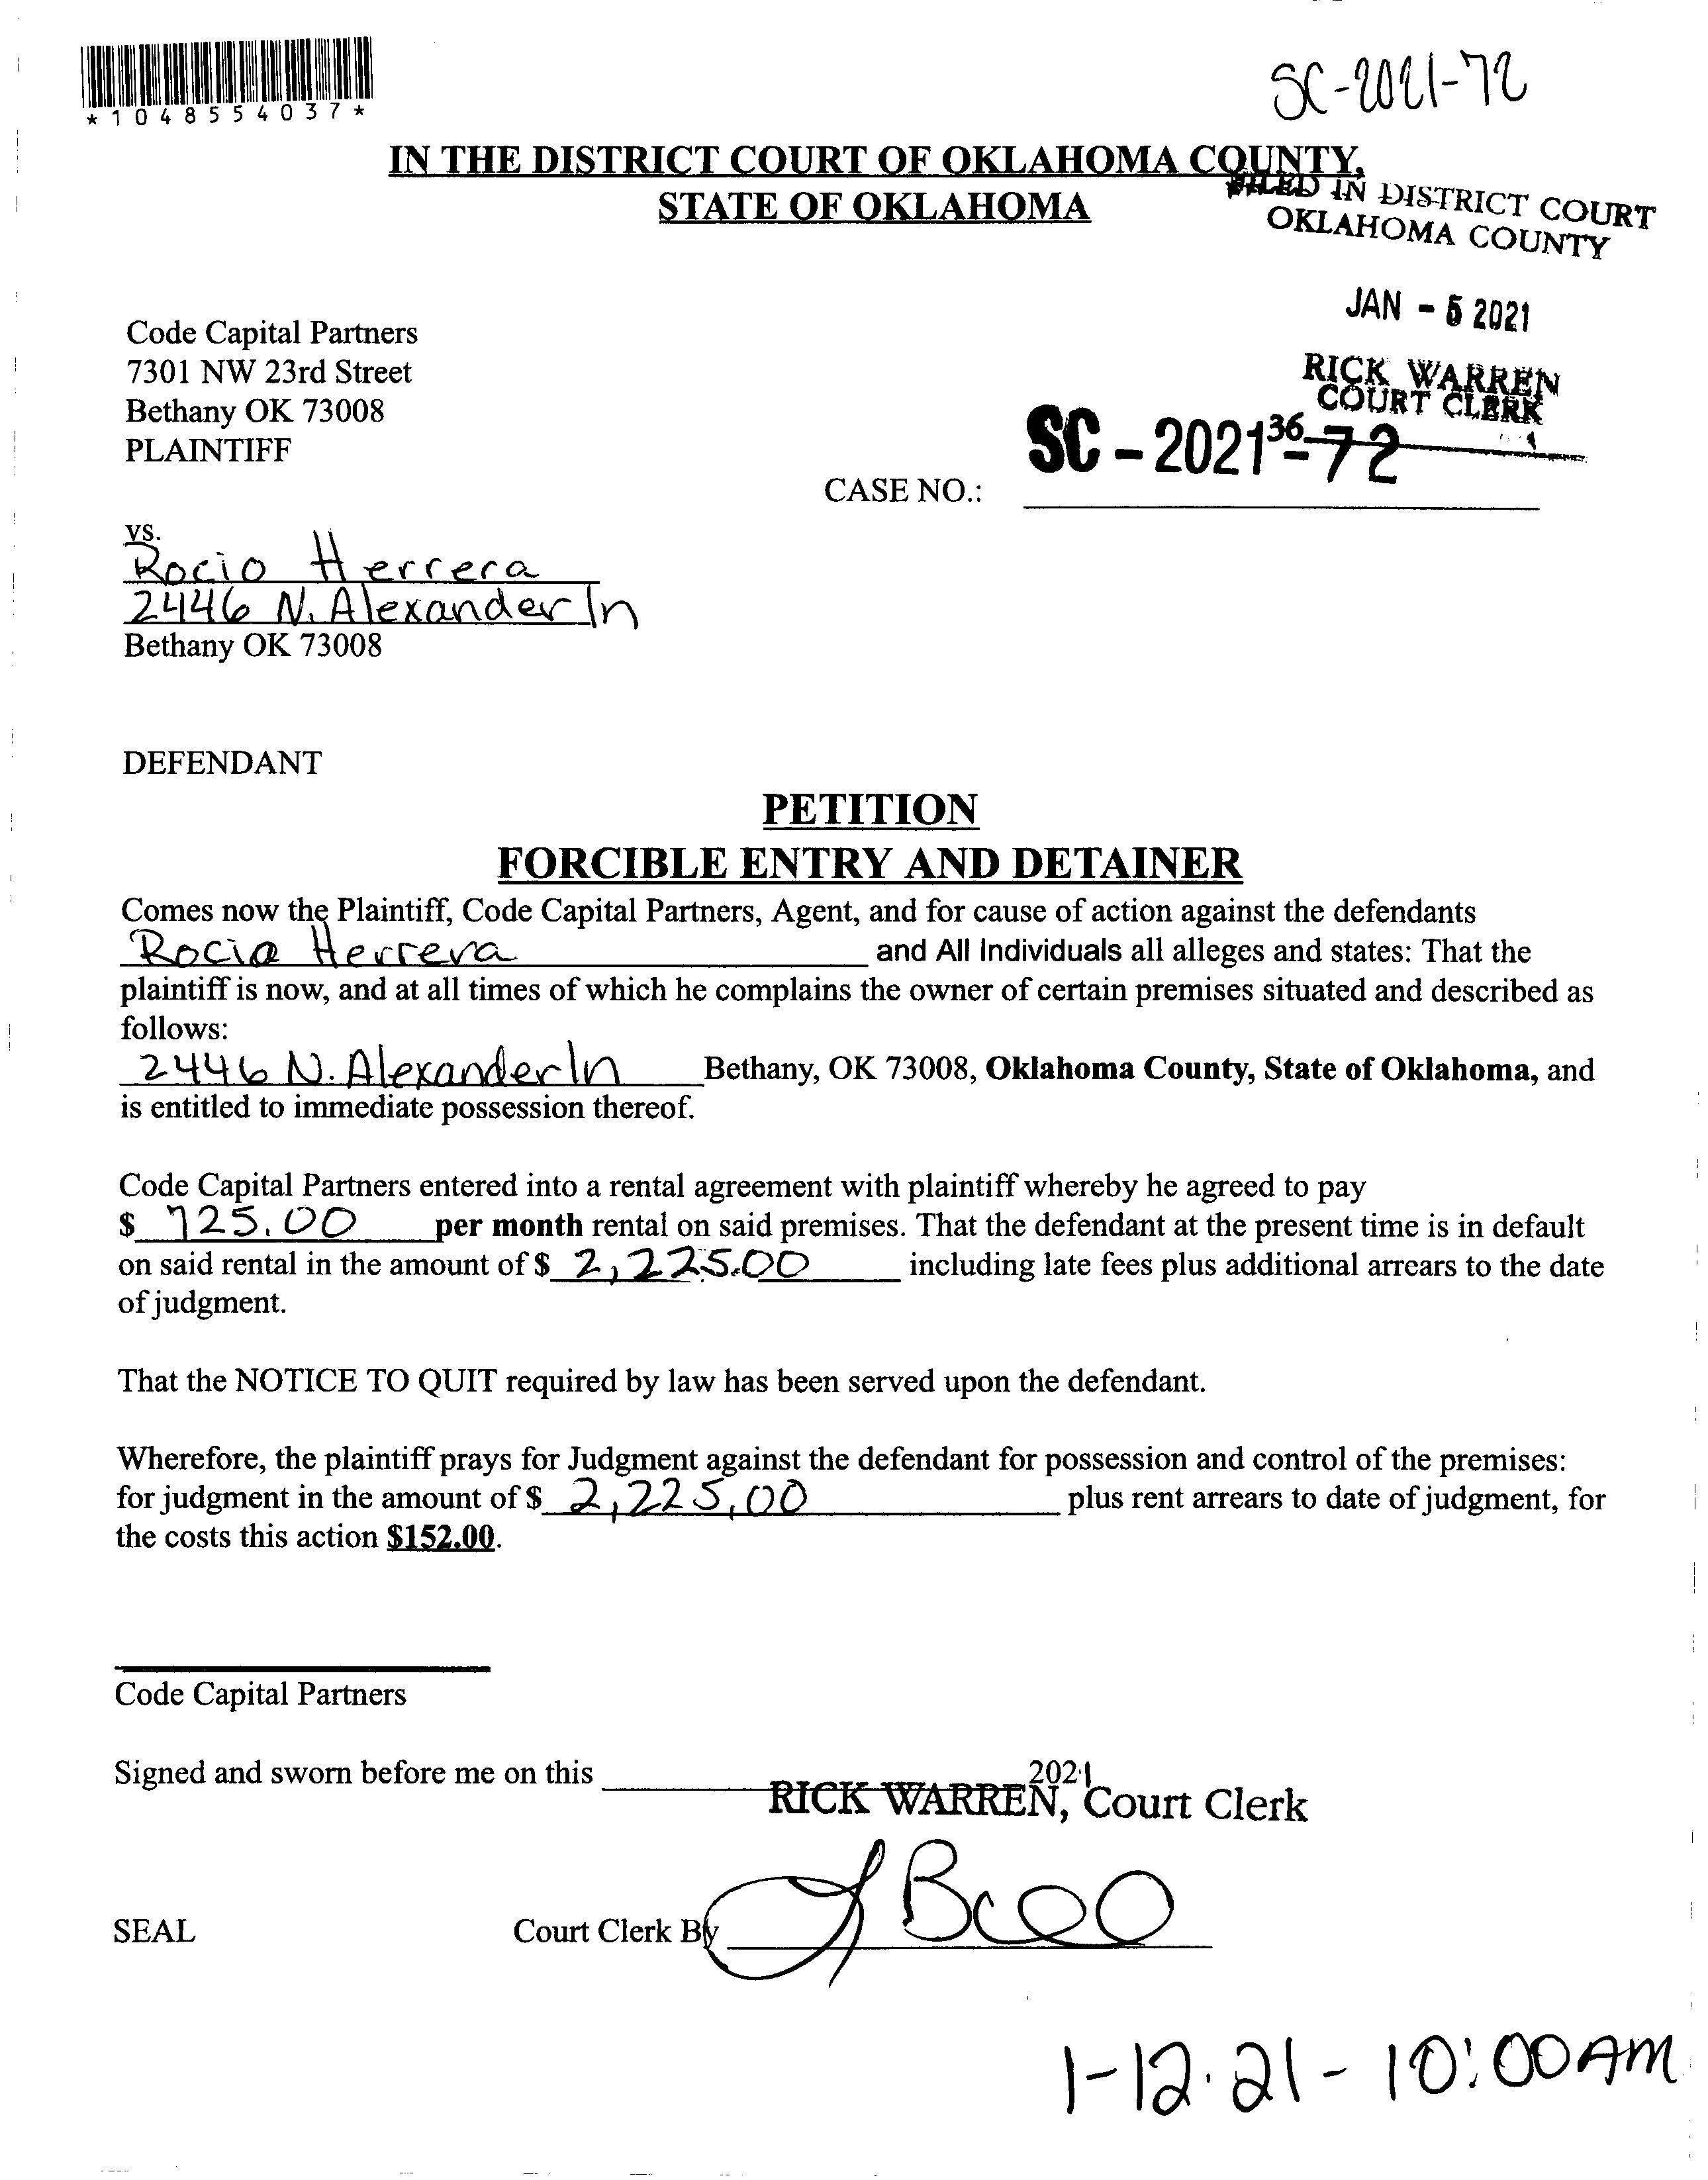 *1048554037*
SC-2021-72
IN THE DISTRICT COURT OF OKLAHOMA COUNTY,
STATE OF OKLAHOMA
FILED IN DISTRICT COURT
OKLAHOMA COUNTY
JAN - 5 2021
RICK WARREN
COURT CLERK
36
Code Capital Partners
7301 NW 23rd Street
Bethany OK 73008
PLAINTIFF
SC - 2021 - 72
CASE NO.:
vs.
Rocio Herrera
2446 N. Alexander ln
Bethany OK 73008
DEFENDANT
PETITION
FORCIBLE ENTRY AND DETAINER
Comes now the Plaintiff, Code Capital Partners, Agent, and for cause of action against the defendants
Rocio Herrera and All Individuals all alleges and states: That the
plaintiff is now, and at all times of which he complains the owner of certain premises situated and described as
follows:
2446 N. Alexander ln Bethany, OK 73008, Oklahoma County, State of Oklahoma, and
is entitled to immediate possession thereof.
Code Capital Partners entered into a rental agreement with plaintiff whereby he agreed to pay
$ 725.00 per month rental on said premises. That the defendant at the present time is in default
on said rental in the amount of $ 2,225.00 including late fees plus additional arrears to the date
of judgment.
That the NOTICE TO QUIT required by law has been served upon the defendant.
Wherefore, the plaintiff prays for Judgment against the defendant for possession and control of the premises:
for judgment in the amount of $ 2,225.00 plus rent arrears to date of judgment, for
the costs this action $152.00.
Code Capital Partners
Signed and sworn before me on this 2021
RICK WARREN, Court Clerk
SEAL Court Clerk By
1-12-21 - 10:00AM